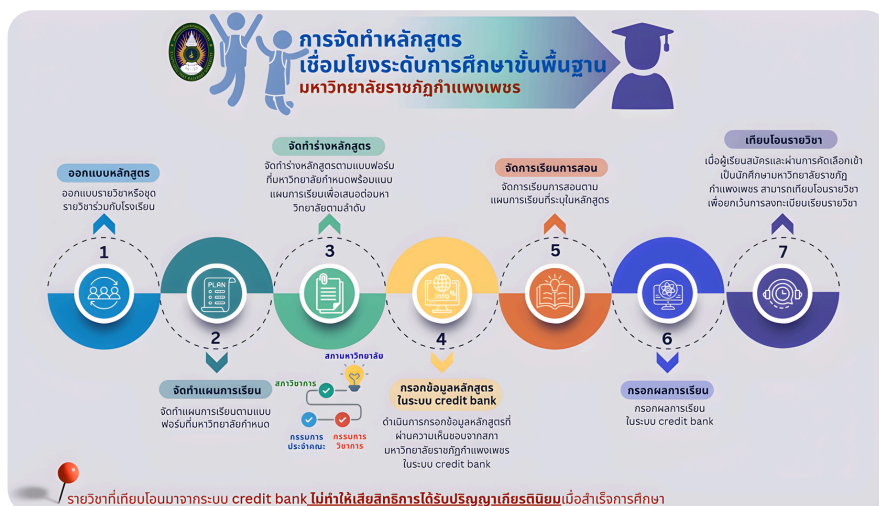 การจัดทำหลักสูตร
เชื่อมโยงระดับการศึกษาขั้นพื้นฐาน
มหาวิทยาลัยราชภัฏกำแพงเพชร
ออกแบบหลักสูตร
ออกแบบรายวิชาหรือชุด
รายวิชาร่วมกับโรงเรียน
1
PLAN
2
จัดทำแผนการเรียน
จัดทำแผนการเรียนตามแบบ
ฟอร์มที่มหาวิทยาลัยกำหนด
จัดทำร่างหลักสูตร
จัดทำร่างหลักสูตรตามแบบฟอร์ม
ที่มหาวิทยาลัยกำหนดพร้อมแบบ
แผนการเรียนเพื่อเสนอต่อมหา
วิทยาลัยตามลำดับ
3
สภามหาวิทยาลัย
สภาวิชาการ
กรรมการ
ประจำคณะ
กรรมการ
วิชาการ
info
4
กรอกข้อมูลหลักสูตร
ในระบบ credit bank
ดำเนินการกรอกข้อมูลหลักสูตรที่
ผ่านความเห็นชอบจากสภา
มหาวิทยาลัยราชภัฏกำแพงเพชร
ในระบบ credit bank
จัดการเรียนการสอน
จัดการเรียนการสอนตาม
แผนการเรียนที่ระบุในหลักสูตร
5
6
กรอกผลการเรียน
กรอกผลการเรียน
ในระบบ credit bank
เทียบโอนรายวิชา
เมื่อผู้เรียนสมัครและผ่านการคัดเลือกเข้า
เป็นนักศึกษามหาวิทยาลัยราชภัฏ
กำแพงเพชร สามารถเทียบโอนรายวิชา
เพื่อยกเว้นการลงทะเบียนเรียนรายวิชา
7
รายวิชาที่เทียบโอนมาจากระบบ credit bank ไม่ทำให้เสียสิทธิการได้รับปริญญาเกียรตินิยมเมื่อสำเร็จการศึกษา